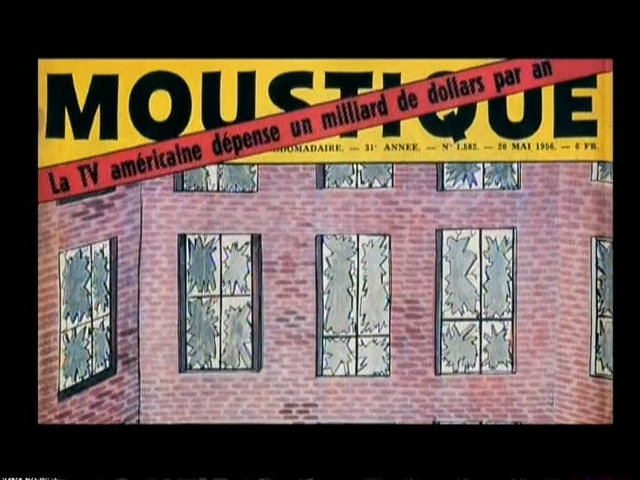 MOUSTIQUE
La TV américaine dépense un milliard de dollars par an
DOMADAIRE. — 31e ANNEE. — N° 1.582. — 20 MAI 1956. — 6 FR.